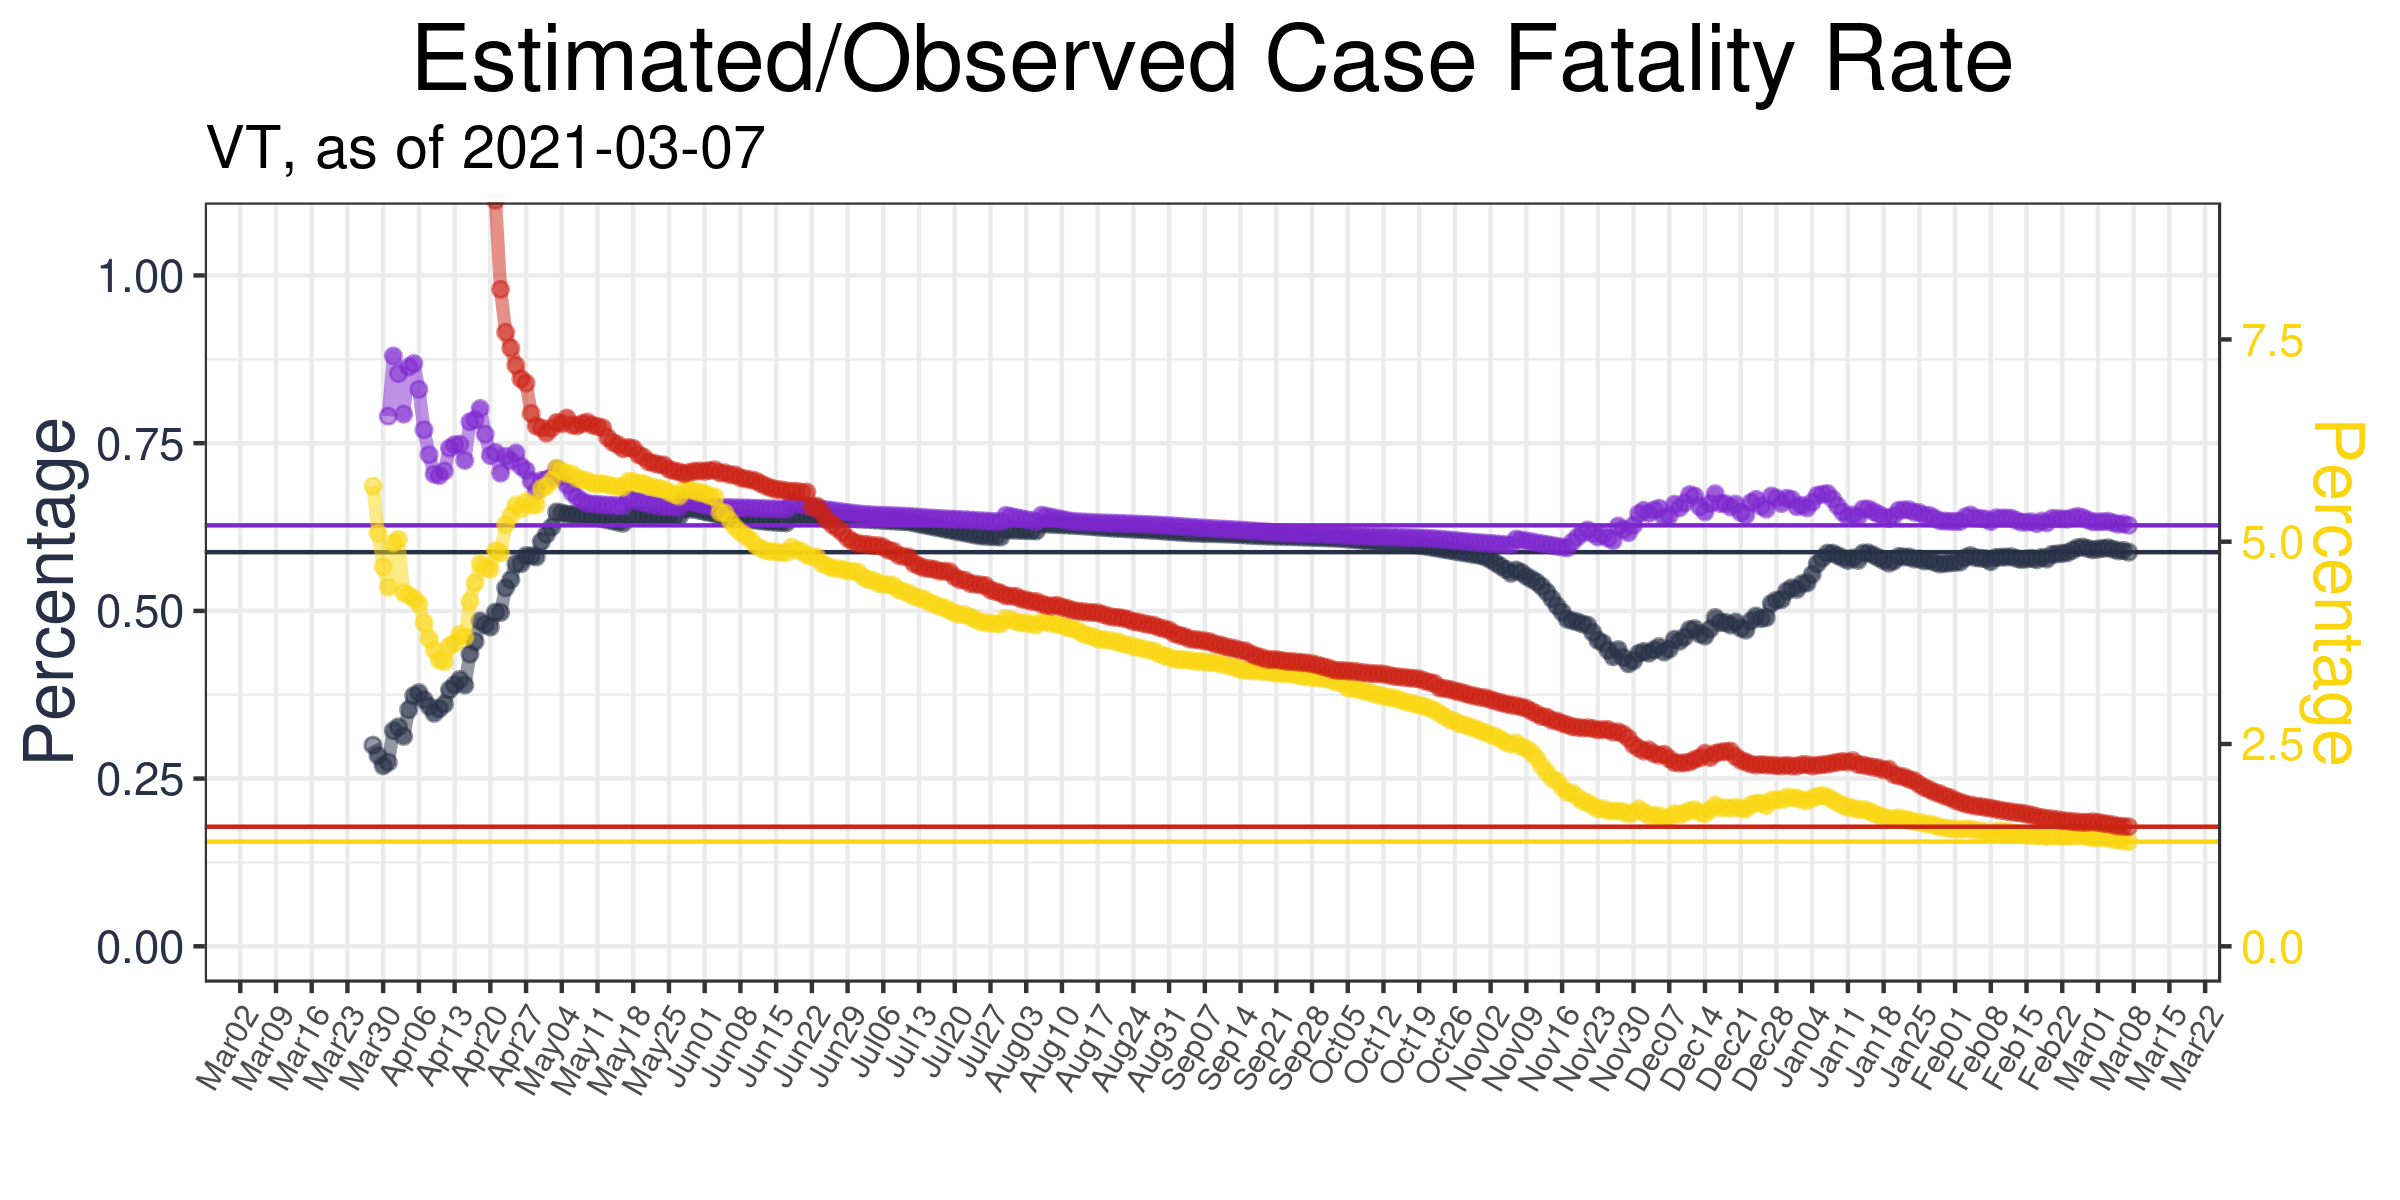 Estimated/Observed Case Fatality Rate
VT, as of 2021-03-07
Percentage
1.00
0.75
0.50
0.25
0.00
7.5
5.0
2.5
0.0
Percentage
Mar02
Mar09
Mar16
Mar23
Mar30
Apr06
Apr13
Apr20
Apr27
May04
May11
May18
May25
Jun01
Jun08
Jun15
Jun22
Jun29
Jul06
Jul13
Jul20
Jul27
Aug03
Aug10
Aug17
Aug24
Aug31
Sep07
Sep14
Sep21
Sep28
Oct05
Oct12
Oct19
Oct26
Nov02
Nov09
Nov16
Nov23
Nov30
Dec07
Dec14
Dec21
Dec28
Dec04
Jan11
Jan18
Jan25
Feb01
Feb08
Feb15
Feb22
Mar01
Mar08
Mar15
Mar22